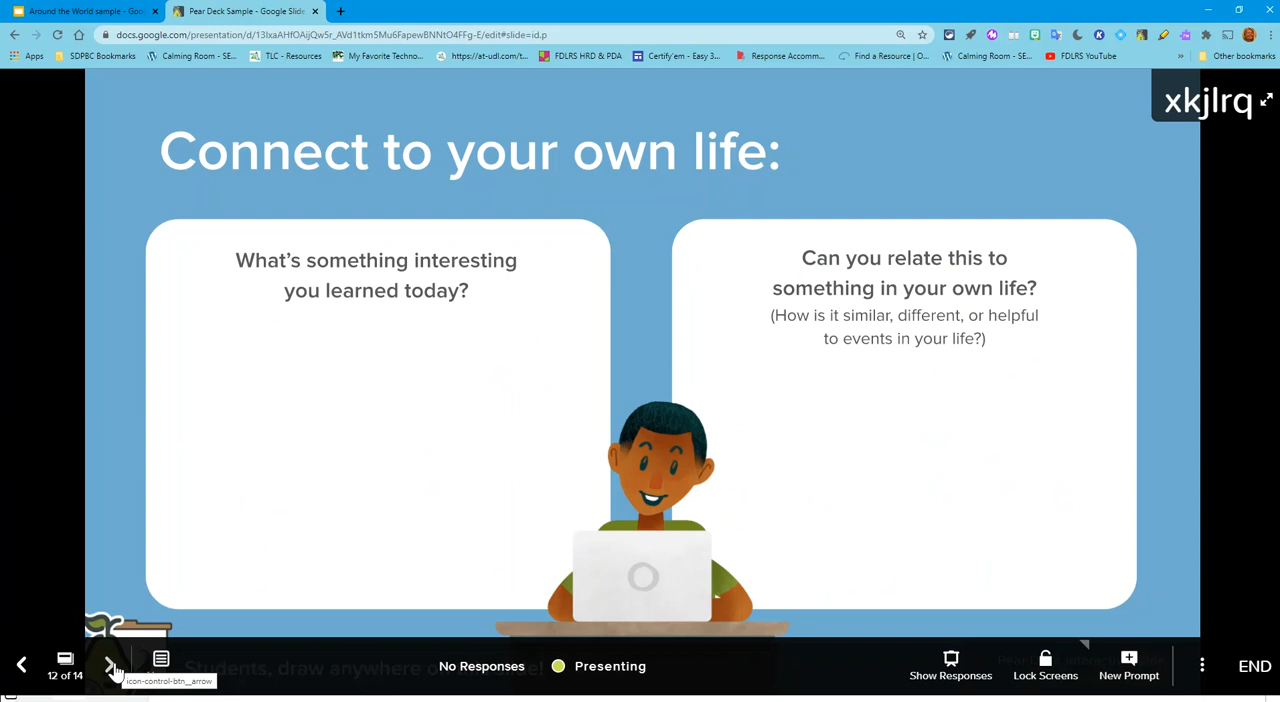 Around the World sample - Goo
Pear Deck Sample - Google Slide
docs.google.com/presentation/d/13lxaAHfOAijQw5r_AVd1tkm5Mu6FapewBNNtO4FFg-E/edit#slide=id.p
Apps SDPBC Bookmarks Calming Room - SE... TLC - Resources My Favorite Techno... https://at-udl.com/t... FDLRS HRD & PDA Certify'em - Easy 3... Response Accomm... Find a Resource | O... Calming Room - SE... FDLRS YouTube » Other bookmarks
xkjlrq
Connect to your own life:
What's something interesting
you learned today?
Can you relate this to
something in your own life?
(How is it similar, different, or helpful
to events in your life?)
Students, draw anywhere on this slide!
12 of 14
No Responses
Presenting
Show Responses
Lock Screens
New Prompt
END
icon-control-btn__arrow